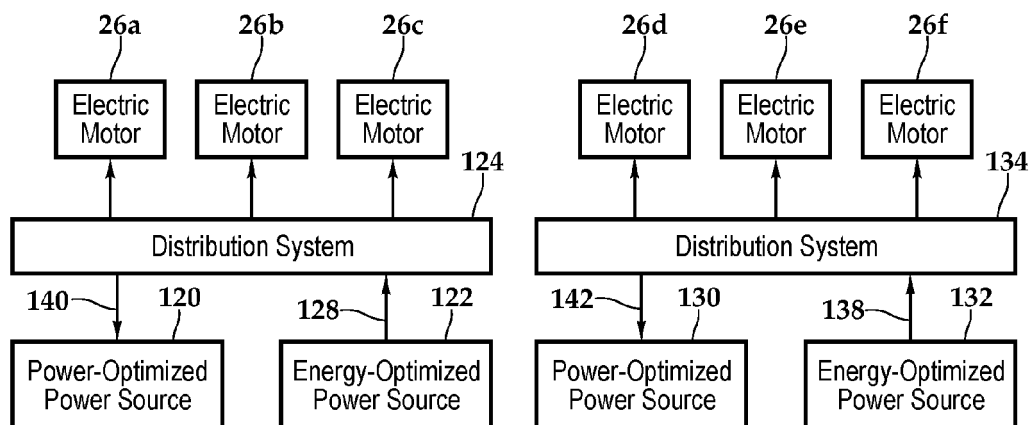 26a 26b 26c 26d 26e 26f
Electric Motor Electric Motor Electric Motor Electric Motor Electric Motor Electric Motor
124 134
Distribution System Distribution System
140 120 128 122 142 130 138 132
Power-Optimized Power Source Energy-Optimized Power Source Power-Optimized Power Source Energy-Optimized Power Source